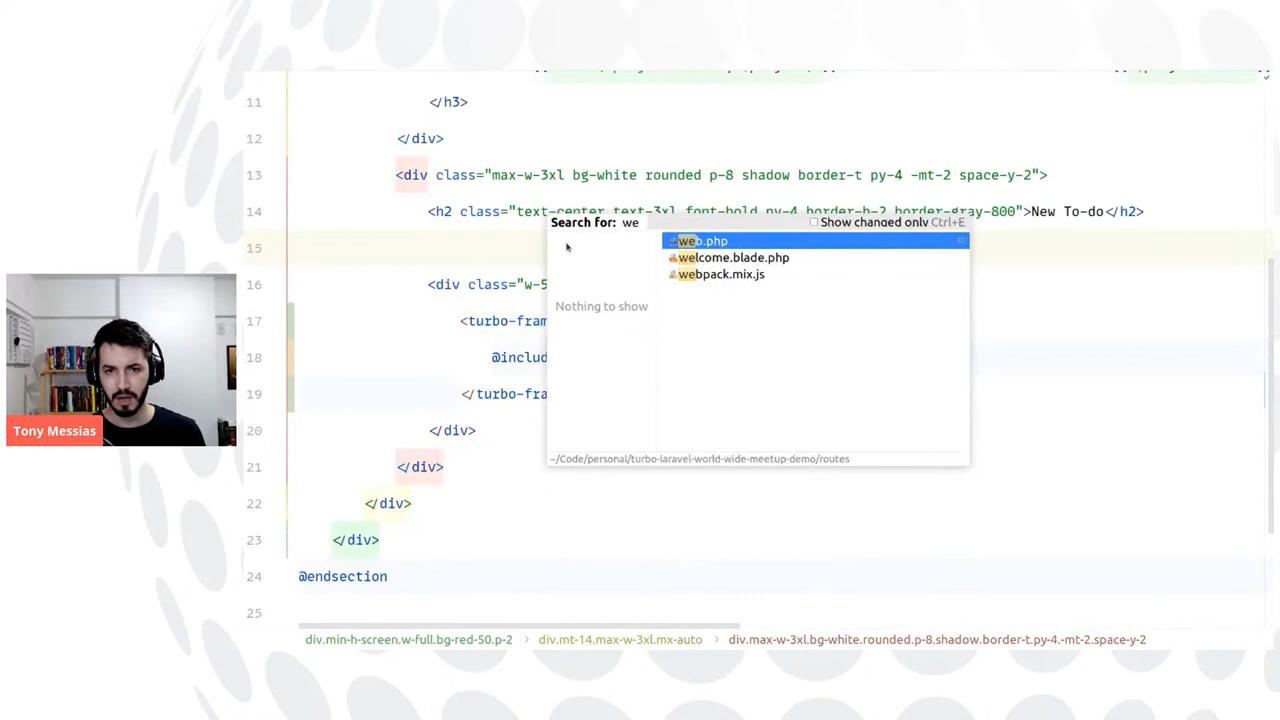 11 </h3>
12 </div>
13 <div class="max-w-3xl bg-white rounded p-8 shadow border-t py-4 -mt-2 space-y-2">
14 <h2 class="text-center text-3xl font-bold py-4 border-b-2 border-gray-800">New To-do</h2>
Search for: we Show changed only Ctrl+E
15 web.php
welcome.blade.php
16 <div class="w-5
webpack.mix.js
Nothing to show
17 <turbo-fram
18 @includ
19 </turbo-fra
20 </div>
~/Code/personal/turbo-laravel-world-wide-meetup-demo/routes
21 </div>
22 </div>
23 </div>
24 @endsection
25
Tony Messias
div.min-h-screen.w-full.bg-red-50.p-2 › div.mt-14.max-w-3xl.mx-auto › div.max-w-3xl.bg-white.rounded.p-8.shadow.border-t.py-4.-mt-2.space-y-2